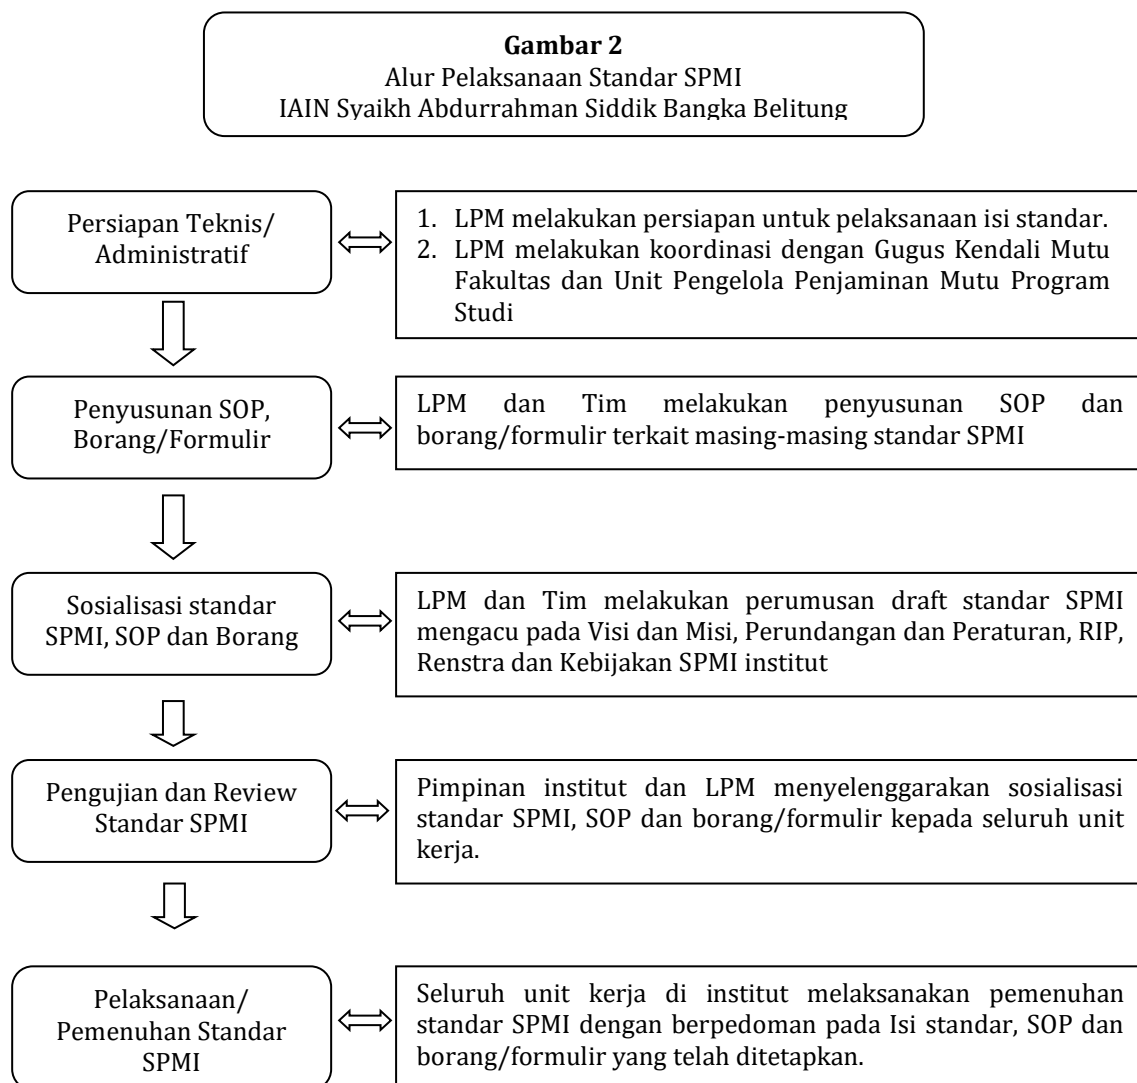 Gambar 2
Alur Pelaksanaan Standar SPMI
IAIN Syaikh Abdurrahman Siddik Bangka Belitung
Persiapan Teknis/
Administratif
1. LPM melakukan persiapan untuk pelaksanaan isi standar.
2. LPM melakukan koordinasi dengan Gugus Kendali Mutu
Fakultas dan Unit Pengelola Penjaminan Mutu Program
Studi
Penyusunan SOP,
Borang/Formulir
LPM dan Tim melakukan penyusunan SOP dan
borang/formulir terkait masing-masing standar SPMI
Sosialisasi standar
SPMI, SOP dan Borang
LPM dan Tim melakukan perumusan draft standar SPMI
mengacu pada Visi dan Misi, Perundangan dan Peraturan, RIP,
Renstra dan Kebijakan SPMI institut
Pengujian dan Review
Standar SPMI
Pimpinan institut dan LPM menyelenggarakan sosialisasi
standar SPMI, SOP dan borang/formulir kepada seluruh unit
kerja.
Pelaksanaan/
Pemenuhan Standar
SPMI
Seluruh unit kerja di institut melaksanakan pemenuhan
standar SPMI dengan berpedoman pada Isi standar, SOP dan
borang/formulir yang telah ditetapkan.